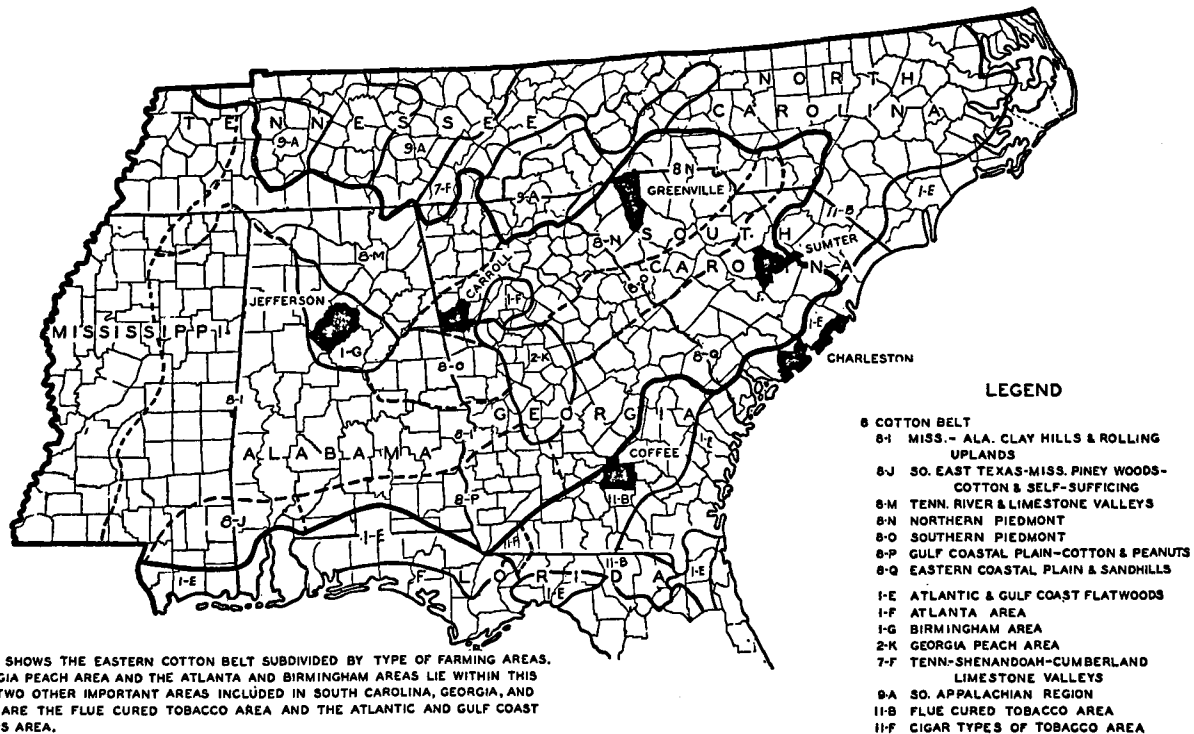 NORTH
CAROLINA
TENNESSEE
9-A
9-A
7-F
9-A
8-N
GREENVILLE
1-E
11-B
8-N
SOUTH
SUMTER
CAROLINA
8-M
CARROLL
8-O
1-F
JEFFERSON
1-E
MISSISSIPPI
1-G
2-K
8-Q
CHARLESTON
8-O
8-I
GEORGIA
1-E
8-I
ALABAMA
COFFEE
8-P
11-B
8-J
1-E
11-F
11-B
1-E
FLORIDA
1-E
1-E
LEGEND
8 COTTON BELT
8-I MISS.- ALA. CLAY HILLS & ROLLING
UPLANDS
8-J SO. EAST TEXAS-MISS. PINEY WOODS-
COTTON & SELF-SUFFICING
8-M TENN. RIVER & LIMESTONE VALLEYS
8-N NORTHERN PIEDMONT
8-O SOUTHERN PIEDMONT
8-P GULF COASTAL PLAIN-COTTON & PEANUTS
8-Q EASTERN COASTAL PLAIN & SANDHILLS
1-E ATLANTIC & GULF COAST FLATWOODS
1-F ATLANTA AREA
1-G BIRMINGHAM AREA
2-K GEORGIA PEACH AREA
7-F TENN.-SHENANDOAH-CUMBERLAND
LIMESTONE VALLEYS
9-A SO. APPALACHIAN REGION
11-B FLUE CURED TOBACCO AREA
11-F CIGAR TYPES OF TOBACCO AREA
SHOWS THE EASTERN COTTON BELT SUBDIVIDED BY TYPE OF FARMING AREAS.
GIA PEACH AREA AND THE ATLANTA AND BIRMINGHAM AREAS LIE WITHIN THIS
TWO OTHER IMPORTANT AREAS INCLUDED IN SOUTH CAROLINA, GEORGIA, AND
ARE THE FLUE CURED TOBACCO AREA AND THE ATLANTIC AND GULF COAST
S AREA.